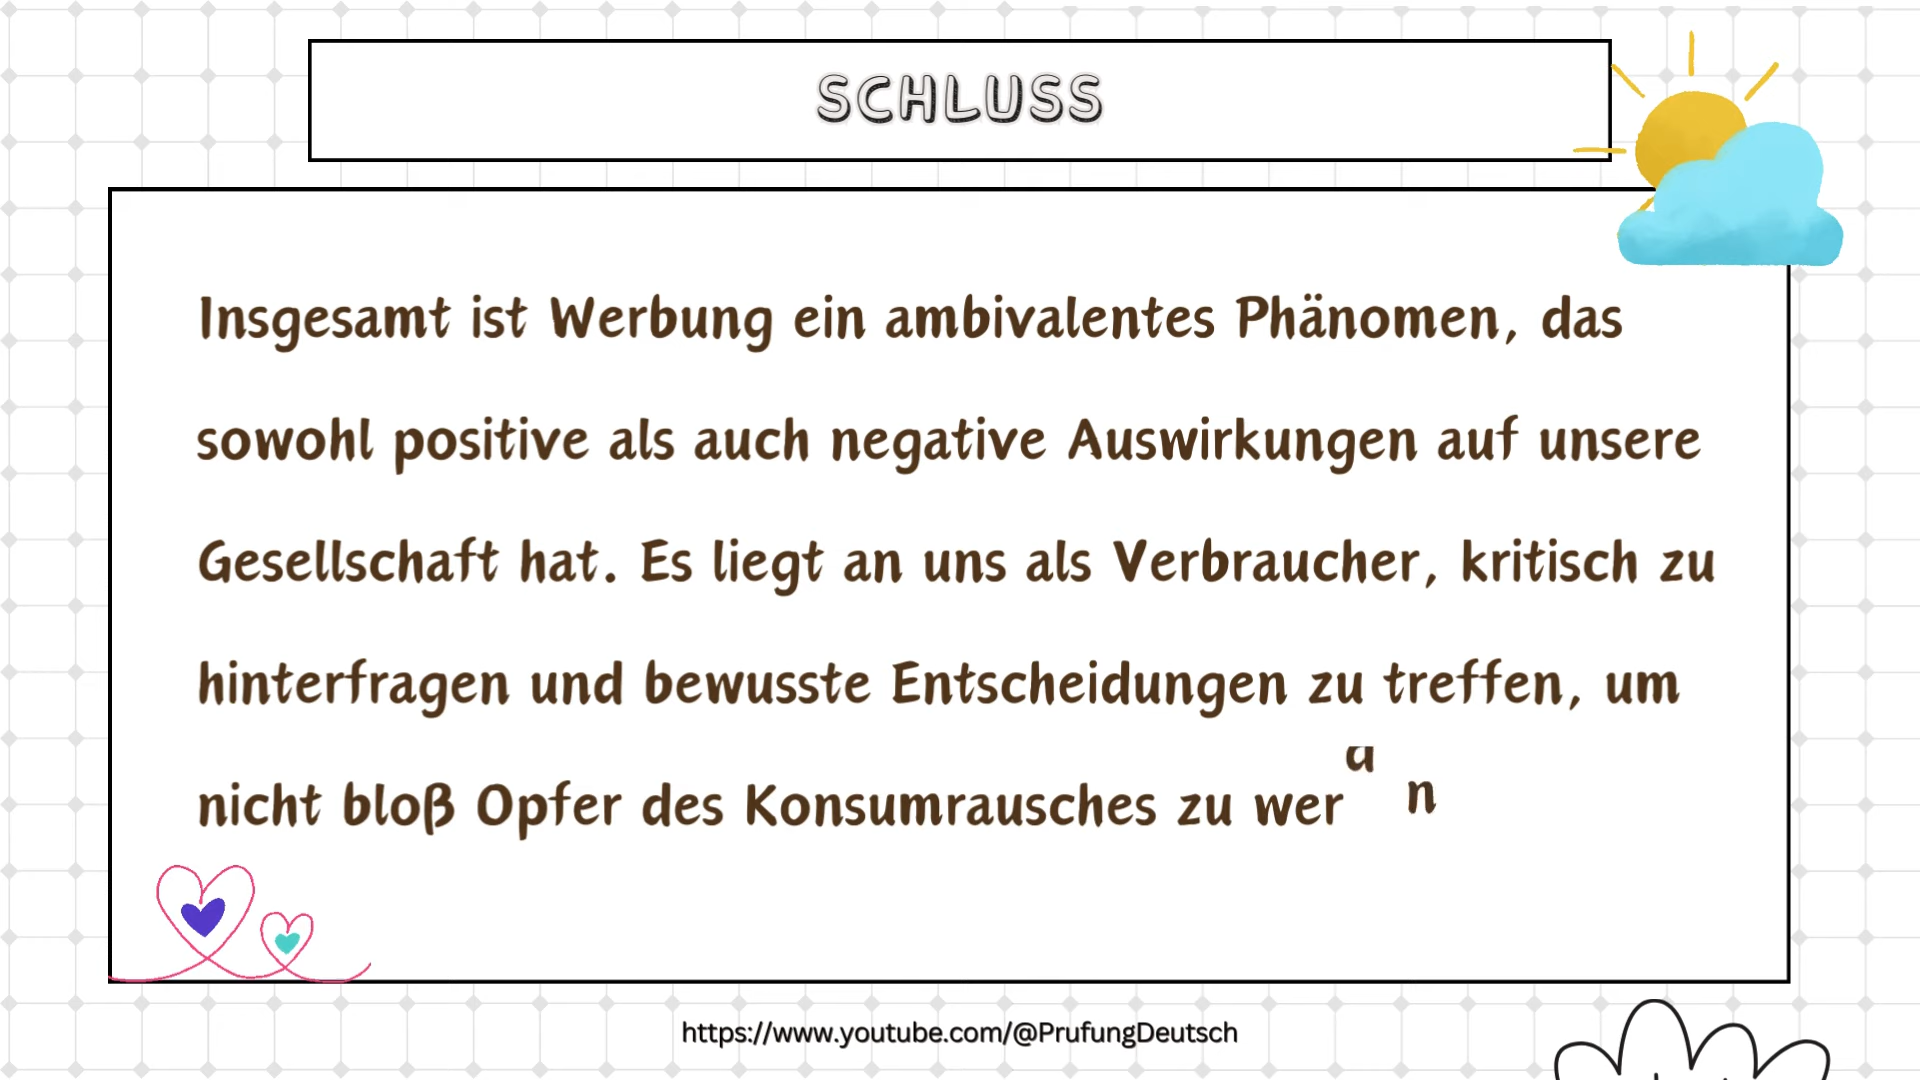 SCHLUSS
Insgesamt ist Werbung ein ambivalentes Phänomen, das
sowohl positive als auch negative Auswirkungen auf unsere
Gesellschaft hat. Es liegt an uns als Verbraucher, kritisch zu
hinterfragen und bewusste Entscheidungen zu treffen, um
nicht bloß Opfer des Konsumrausches zu wer
https://www.youtube.com/@PrufungDeutsch